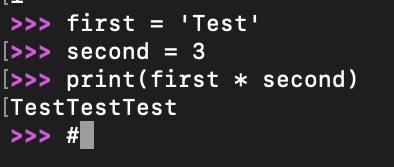 >>> first = 'Test'
[>>> second = 3
[>>> print(first * second)
[TestTestTest
>>> #